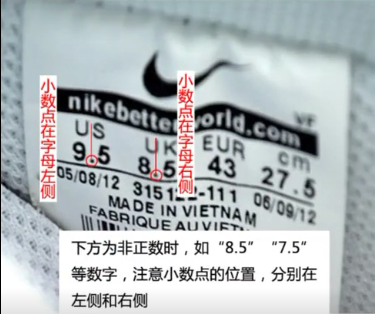 小数点在字母左侧
小数点在字母右侧
nikebetterworld.com VF
US UK EUR cm
9.5 8.5 43 27.5
05/08/12 06/09/12
MADE IN VIETNAM
FABRIQUE AU VIETNAM
下方为非正数时，如“8.5”“7.5”
等数字，注意小数点的位置，分别在
左侧和右侧